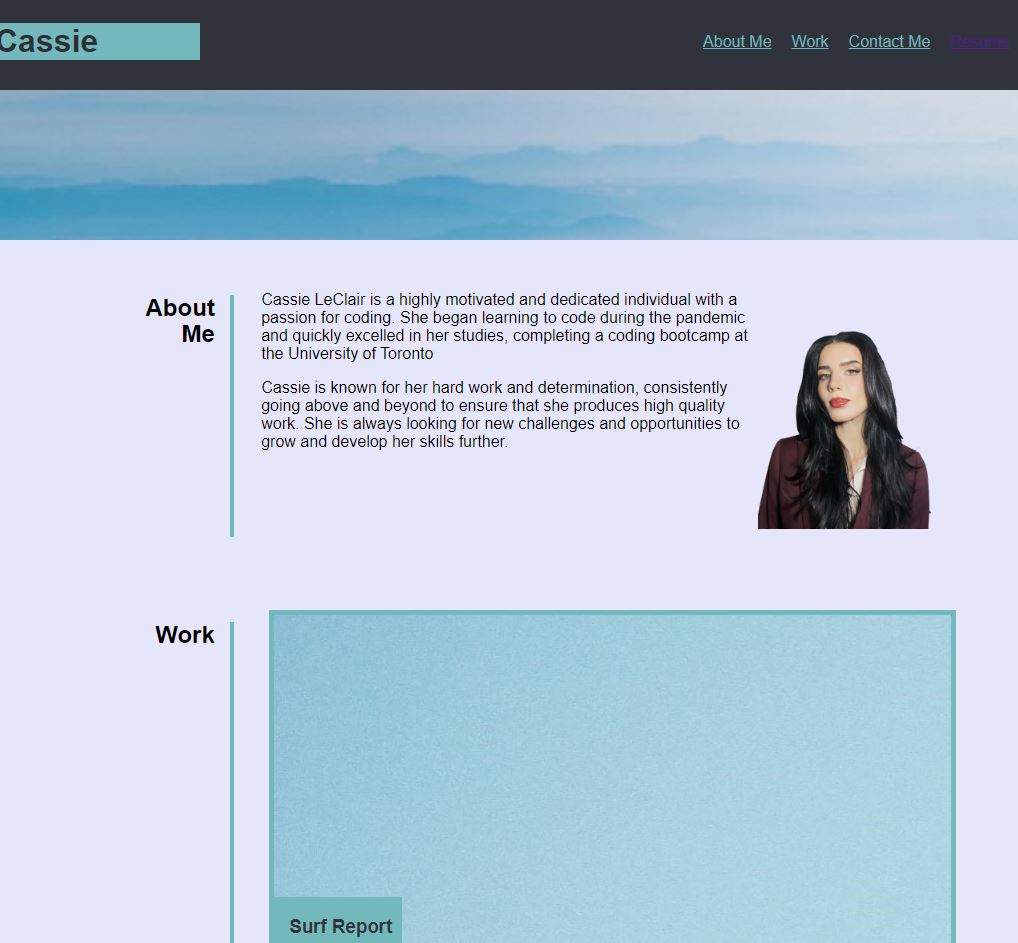 Cassie
About Me Work Contact Me Resume
About
Me
Cassie LeClair is a highly motivated and dedicated individual with a
passion for coding. She began learning to code during the pandemic
and quickly excelled in her studies, completing a coding bootcamp at
the University of Toronto
Cassie is known for her hard work and determination, consistently
going above and beyond to ensure that she produces high quality
work. She is always looking for new challenges and opportunities to
grow and develop her skills further.
Work
Surf Report